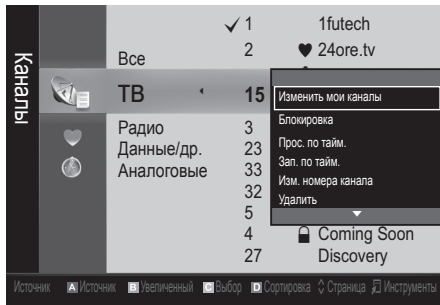 Каналы
Все
ТВ
Радио
Данные/др.
Аналоговые
✓ 1 1futech
2 ♥ 24ore.tv
15
3
23
33
32
5
4 Coming Soon
27 Discovery
Изменить мои каналы
Блокировка
Прос. по тайм.
Зап. по тайм.
Изм. номера канала
Удалить
Источник A Источник B Увеличенный C Выбор D Сортировка Страница Инструменты